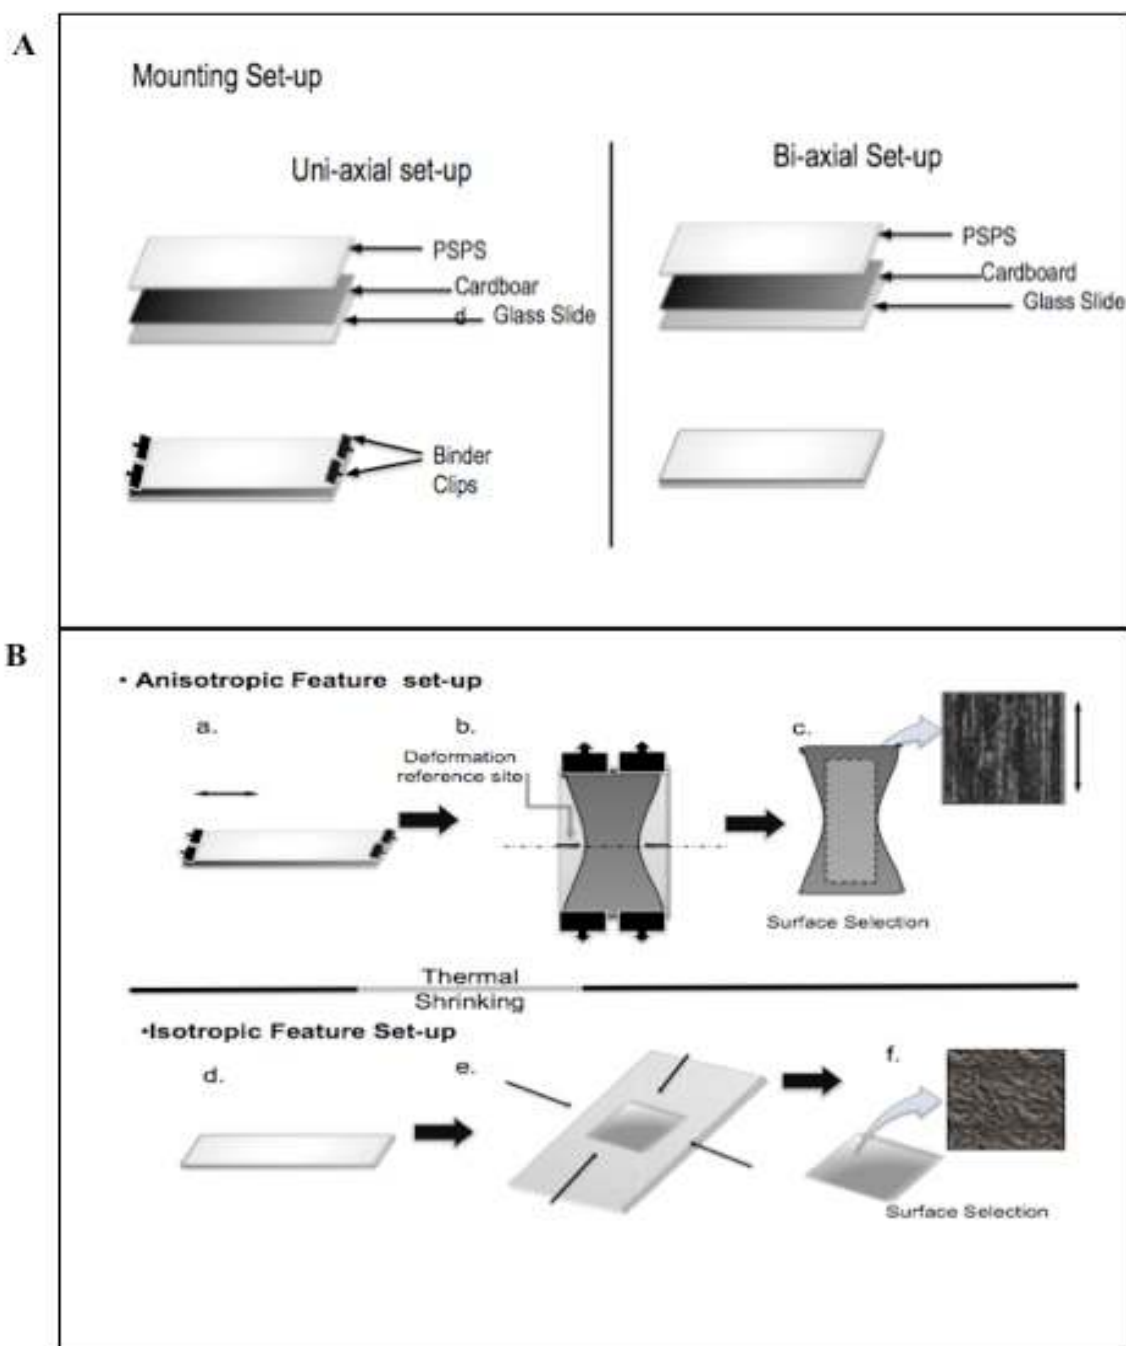 A
Mounting Set-up
Uni-axial set-up
PSPS
Cardboar
d
Glass Slide
Binder
Clips
Bi-axial Set-up
PSPS
Cardboard
Glass Slide
B
• Anisotropic Feature set-up
a.
b.
Deformation
reference site
c.
Surface Selection
Thermal
Shrinking
•Isotropic Feature Set-up
d.
e.
f.
Surface Selection